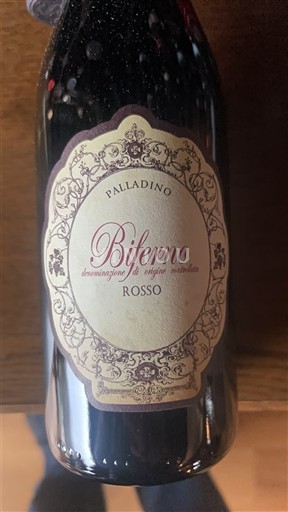 PALLADINO
Biferno
denominazione di origine controllata
ROSSO